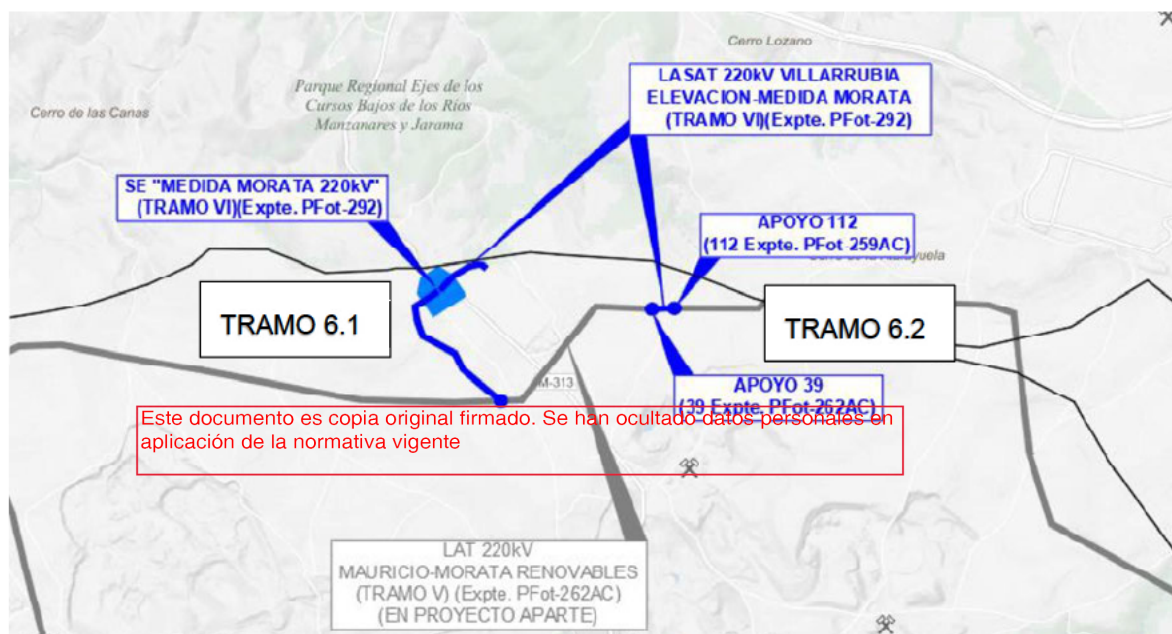 Cerro Lozano
Parque Regional Ejes de los
Cursos Bajos de los Ríos
Manzanares y Jarama
Cerro de las Canas
LASAT 220kV VILLARRUBIA
ELEVACION-MEDIDA MORATA
(TRAMO VI)(Expte. PFot-292)
SE "MEDIDA MORATA 220kV"
(TRAMO VI)(Expte. PFot-292)
APOYO 112
(112 Expte. PFot-259AC)
TRAMO 6.1
TRAMO 6.2
M-313
APOYO 39
(39 Expte. PFot-262AC)
Este documento es copia original firmado. Se han ocultado datos personales en
aplicación de la normativa vigente
LAT 220kV
MAURICIO-MORATA RENOVABLES
(TRAMO V) (Expte. PFot-262AC)
(EN PROYECTO APARTE)